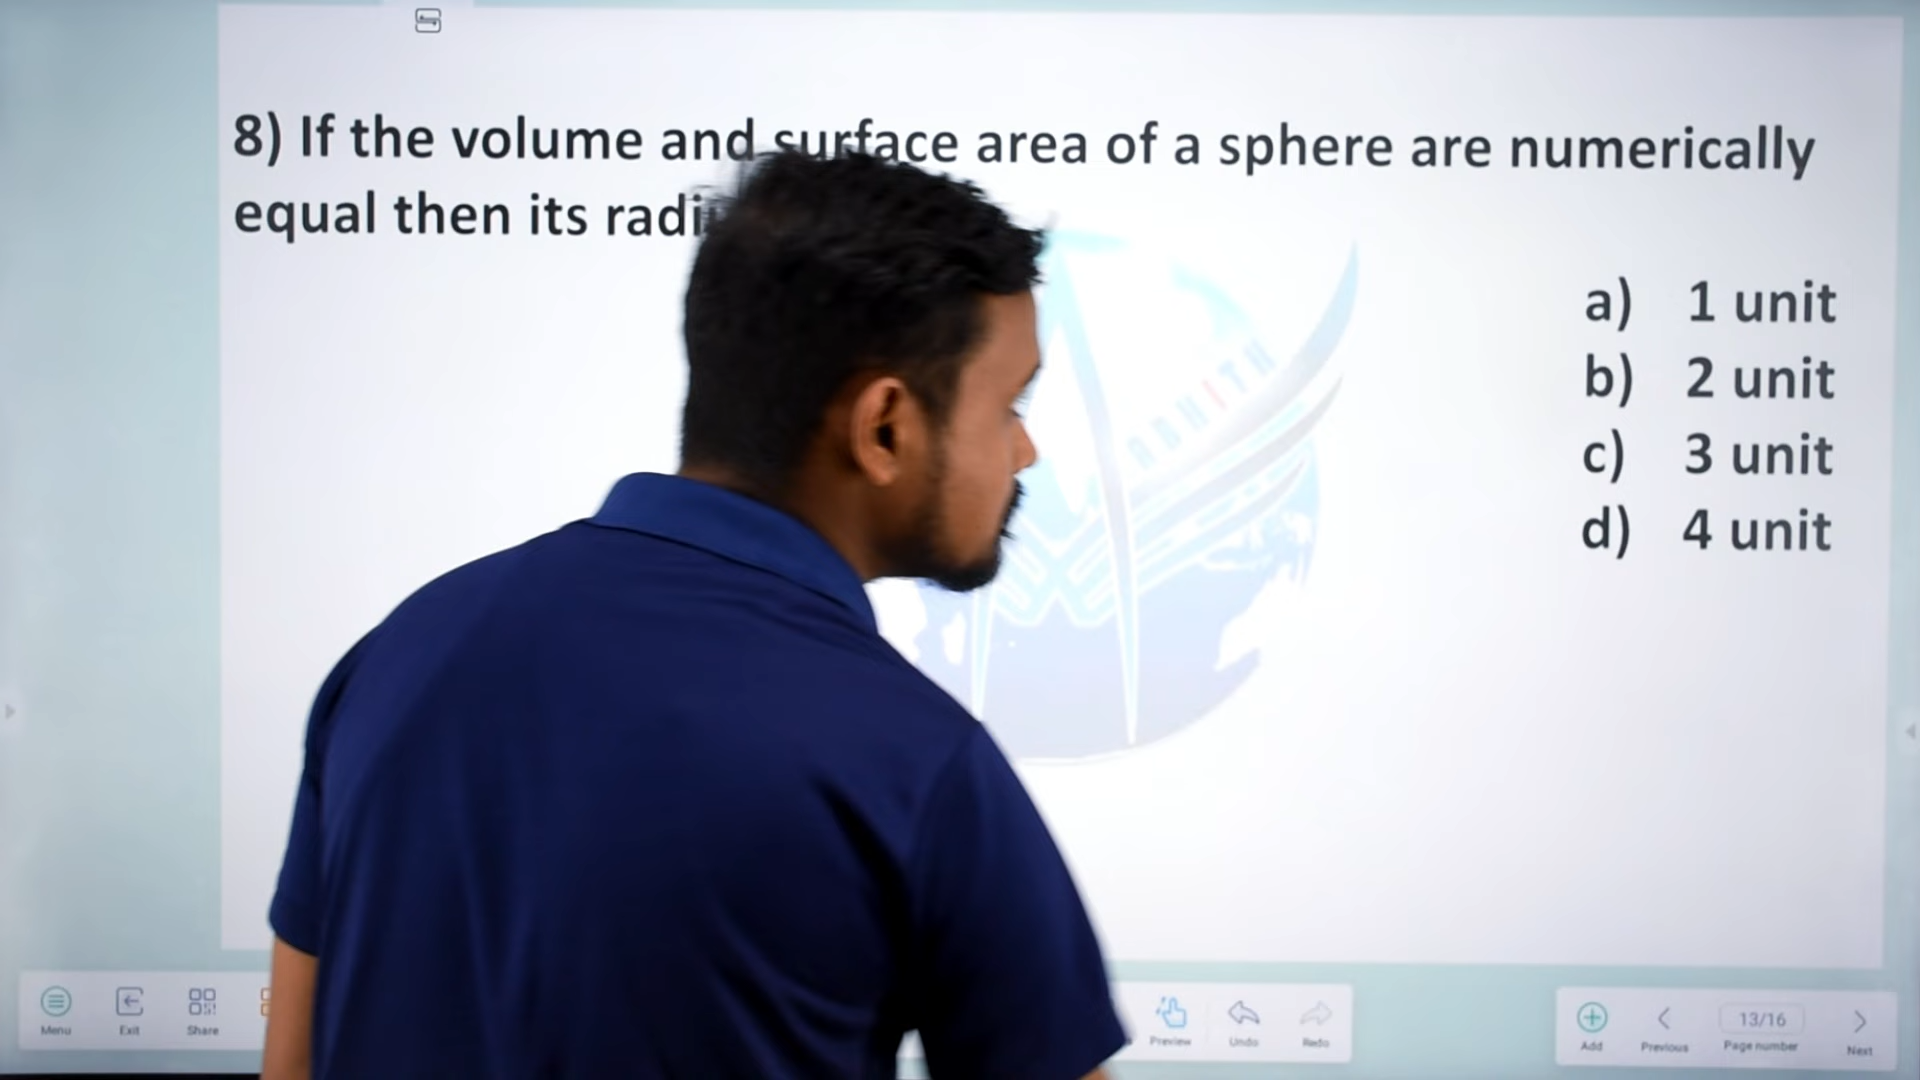 8) If the volume and surface area of a sphere are numerically
equal then its
a) 1 unit
b) 2 unit
c) 3 unit
d) 4 unit
ABHITH
Menu
Exit
Share
Preview
Undo
Redo
Add
Previous
13/16
Page number
Next